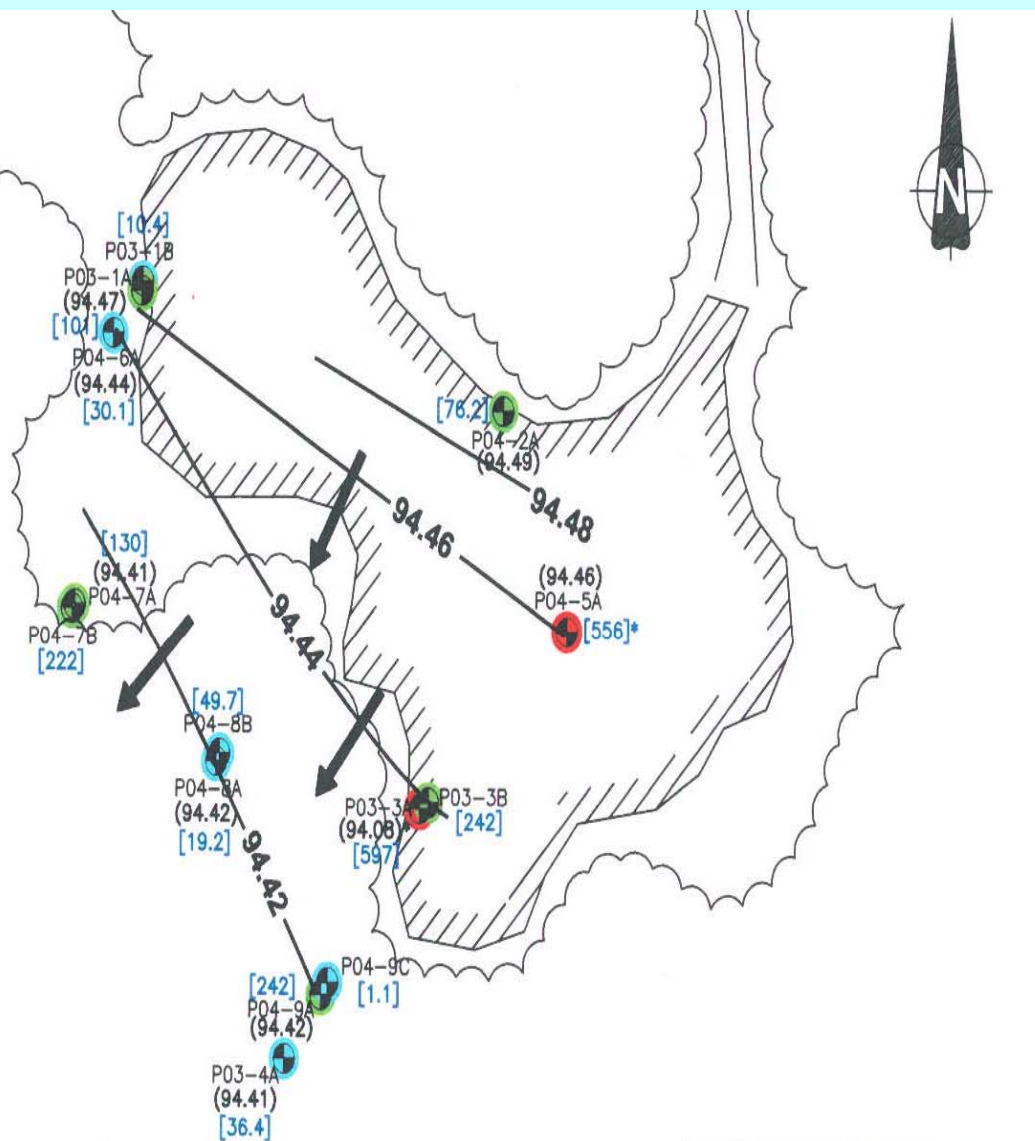 N
[10.4]
P03-1B
P03-1A
(94.47)
[101]
P04-6A
(94.44)
[30.1]
[76.2]
P04-2A
(94.49)
94.48
94.46
(94.46)
P04-5A
[556]*
[130]
(94.41)
P04-7A
P04-7B
[222]
94.44
[49.7]
P04-8B
P04-8A
(94.42)
[19.2]
P03-3A
P03-3B
(94.08)*
[242]
[597]
94.42
P04-9C
[242]
[1.1]
P04-9A
(94.42)
P03-4A
(94.41)
[36.4]